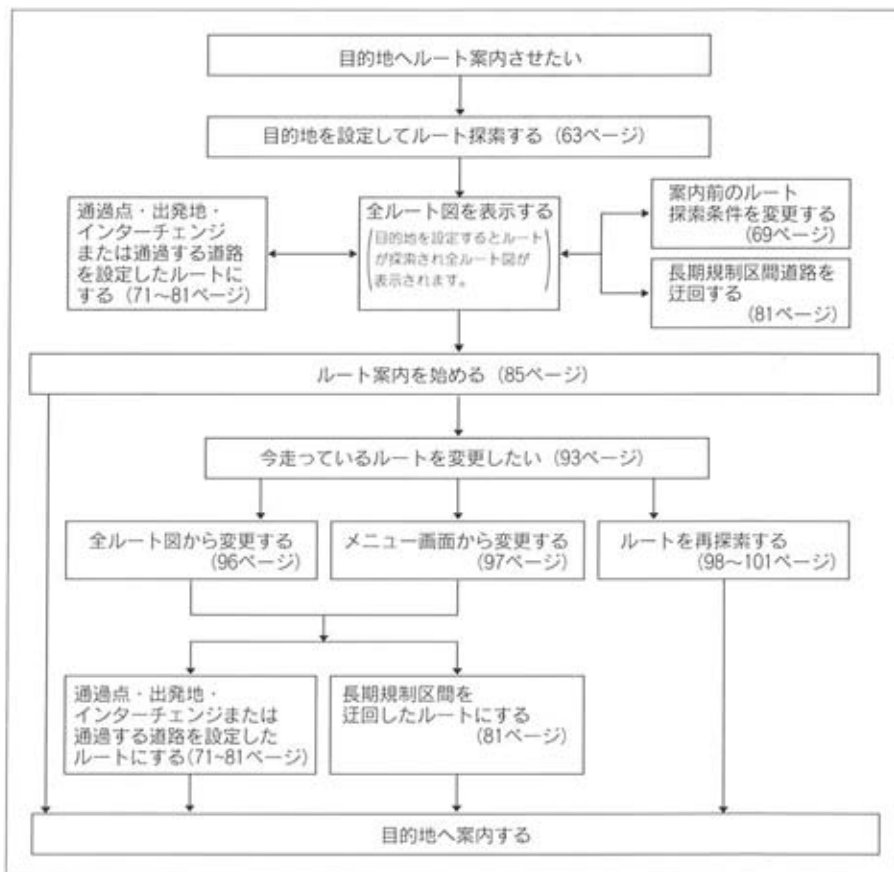 目的地へルート案内させたい
目的地を設定してルート探索する（63ページ）
通過点・出発地・
インターチェンジ
または通過する道路
を設定したルートに
する（71～81ページ）
全ルート図を表示する
（目的地を設定するとルート
が探索され全ルート図が
表示されます。）
案内前のルート
探索条件を変更する
（69ページ）
長期規制区間道路を
迂回する
（81ページ）
ルート案内を始める（85ページ）
今走っているルートを変更したい（93ページ）
全ルート図から変更する
（96ページ）
メニュー画面から変更する
（97ページ）
ルートを再探索する
（98～101ページ）
通過点・出発地・
インターチェンジまたは
通過する道路を設定した
ルートにする（71~81ページ）
長期規制区間を
迂回したルートにする
（81ページ）
目的地へ案内する